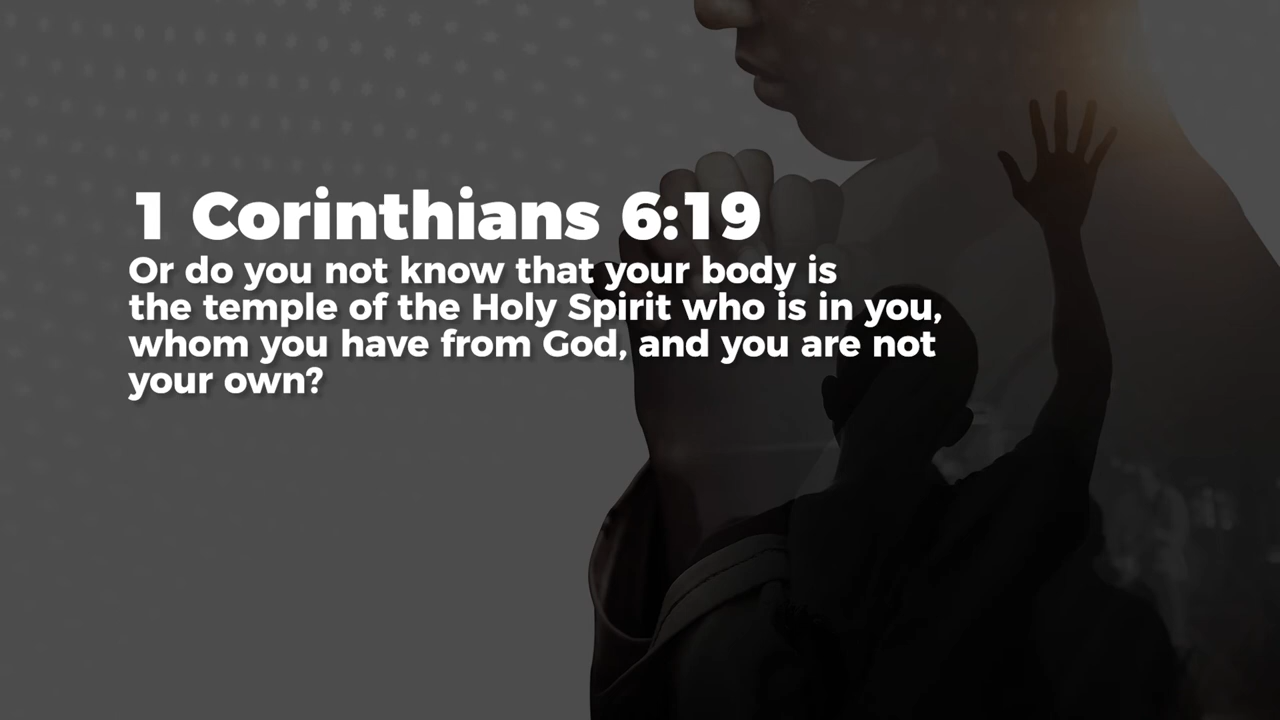 1 Corinthians 6:19
Or do you not know that your body is
the temple of the Holy Spirit who is in you,
whom you have from God, and you are not
your own?